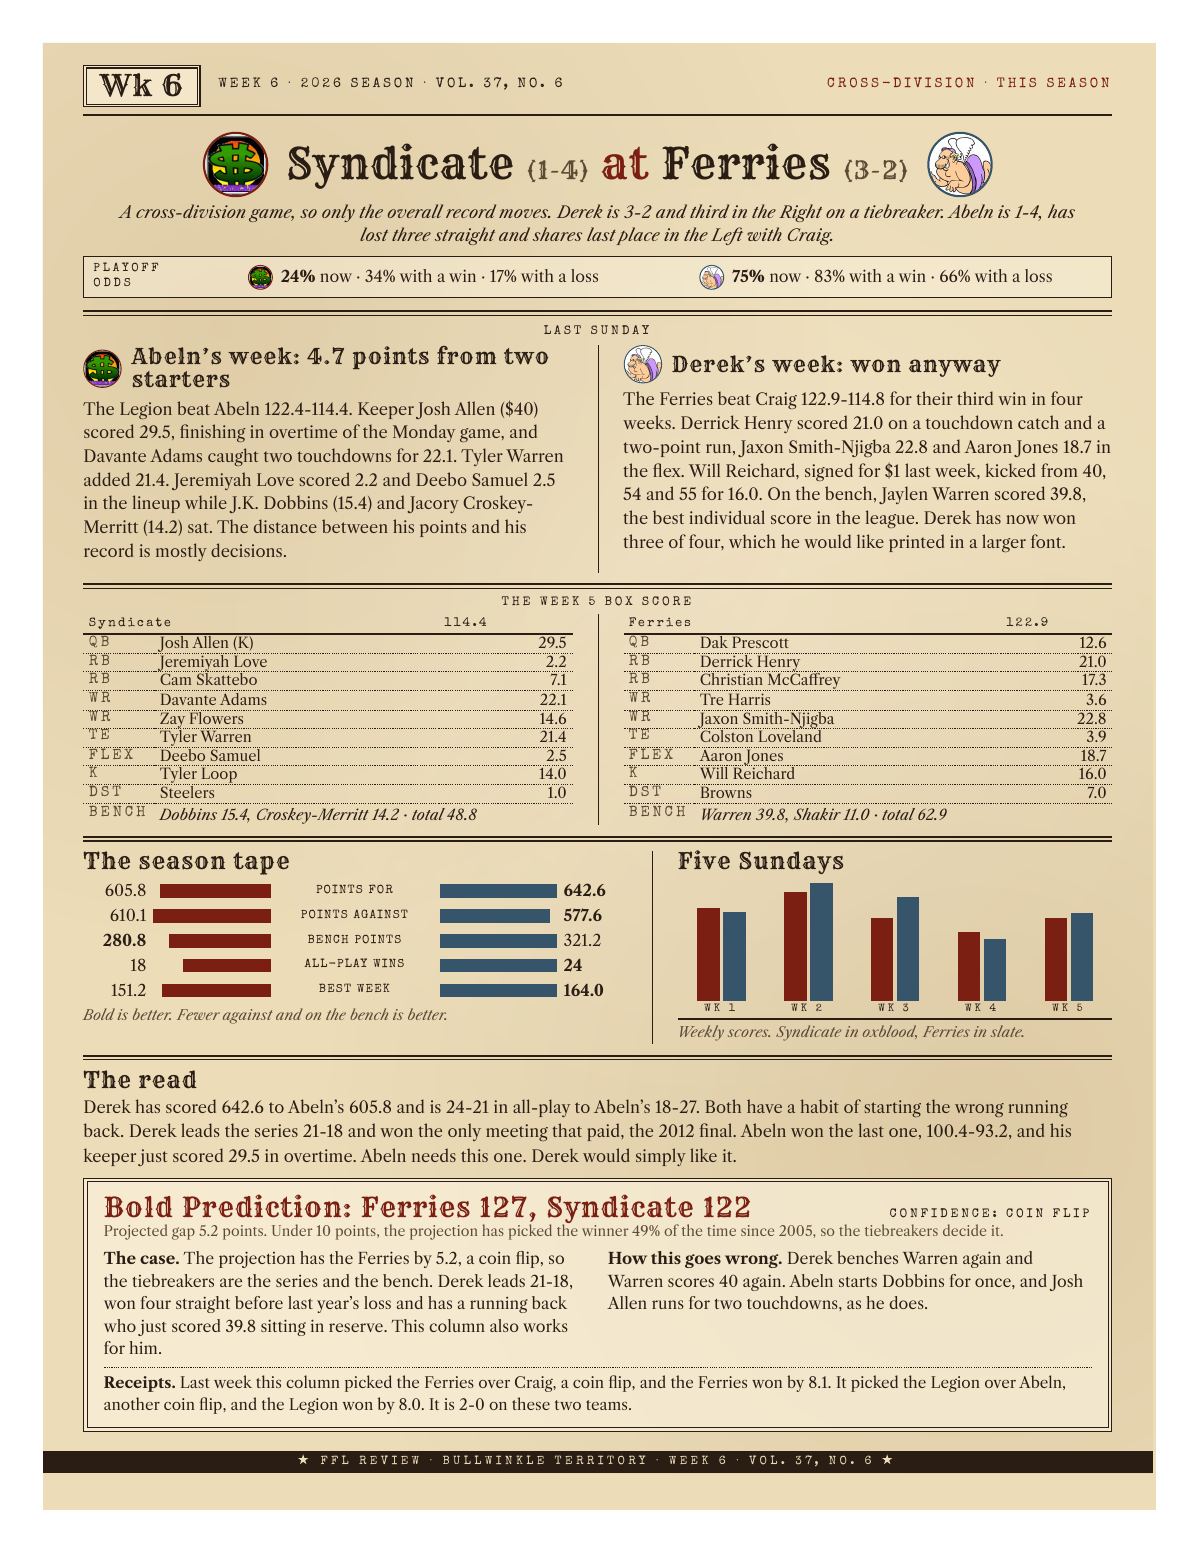 Wk 6
WEEK 6 · 2026 SEASON · VOL. 37, NO. 6
CROSS-DIVISION · THIS SEASON
Syndicate (1-4) at Ferries (3-2)
A cross-division game, so only the overall record moves. Derek is 3-2 and third in the Right on a tiebreaker. Abeln is 1-4, has
lost three straight and shares last place in the Left with Craig.
PLAYOFF
ODDS
24% now · 34% with a win · 17% with a loss
75% now · 83% with a win · 66% with a loss
LAST SUNDAY
Abeln’s week: 4.7 points from two
starters
The Legion beat Abeln 122.4-114.4. Keeper Josh Allen ($40)
scored 29.5, finishing in overtime of the Monday game, and
Davante Adams caught two touchdowns for 22.1. Tyler Warren
added 21.4. Jeremiyah Love scored 2.2 and Deebo Samuel 2.5
in the lineup while J.K. Dobbins (15.4) and Jacory Croskey-
Merritt (14.2) sat. The distance between his points and his
record is mostly decisions.
Derek’s week: won anyway
The Ferries beat Craig 122.9-114.8 for their third win in four
weeks. Derrick Henry scored 21.0 on a touchdown catch and a
two-point run, Jaxon Smith-Njigba 22.8 and Aaron Jones 18.7 in
the flex. Will Reichard, signed for $1 last week, kicked from 40,
54 and 55 for 16.0. On the bench, Jaylen Warren scored 39.8,
the best individual score in the league. Derek has now won
three of four, which he would like printed in a larger font.
THE WEEK 5 BOX SCORE
Syndicate 114.4
QB Josh Allen (K) 29.5
RB Jeremiyah Love 2.2
RB Cam Skattebo 7.1
WR Davante Adams 22.1
WR Zay Flowers 14.6
TE Tyler Warren 21.4
FLEX Deebo Samuel 2.5
K Tyler Loop 14.0
DST Steelers 1.0
BENCH Dobbins 15.4, Croskey-Merritt 14.2 · total 48.8
Ferries 122.9
QB Dak Prescott 12.6
RB Derrick Henry 21.0
RB Christian McCaffrey 17.3
WR Tre Harris 3.6
WR Jaxon Smith-Njigba 22.8
TE Colston Loveland 3.9
FLEX Aaron Jones 18.7
K Will Reichard 16.0
DST Browns 7.0
BENCH Warren 39.8, Shakir 11.0 · total 62.9
The season tape
605.8 POINTS FOR 642.6
610.1 POINTS AGAINST 577.6
280.8 BENCH POINTS 321.2
18 ALL-PLAY WINS 24
151.2 BEST WEEK 164.0
Bold is better. Fewer against and on the bench is better.
Five Sundays
WK 1 WK 2 WK 3 WK 4 WK 5
Weekly scores. Syndicate in oxblood, Ferries in slate.
The read
Derek has scored 642.6 to Abeln’s 605.8 and is 24-21 in all-play to Abeln’s 18-27. Both have a habit of starting the wrong running
back. Derek leads the series 21-18 and won the only meeting that paid, the 2012 final. Abeln won the last one, 100.4-93.2, and his
keeper just scored 29.5 in overtime. Abeln needs this one. Derek would simply like it.
Bold Prediction: Ferries 127, Syndicate 122
CONFIDENCE: COIN FLIP
Projected gap 5.2 points. Under 10 points, the projection has picked the winner 49% of the time since 2005, so the tiebreakers decide it.
The case. The projection has the Ferries by 5.2, a coin flip, so
the tiebreakers are the series and the bench. Derek leads 21-18,
won four straight before last year’s loss and has a running back
who just scored 39.8 sitting in reserve. This column also works
for him.
How this goes wrong. Derek benches Warren again and
Warren scores 40 again. Abeln starts Dobbins for once, and Josh
Allen runs for two touchdowns, as he does.
Receipts. Last week this column picked the Ferries over Craig, a coin flip, and the Ferries won by 8.1. It picked the Legion over Abeln,
another coin flip, and the Legion won by 8.0. It is 2-0 on these two teams.
★ FFL REVIEW · BULLWINKLE TERRITORY · WEEK 6 · VOL. 37, NO. 6 ★